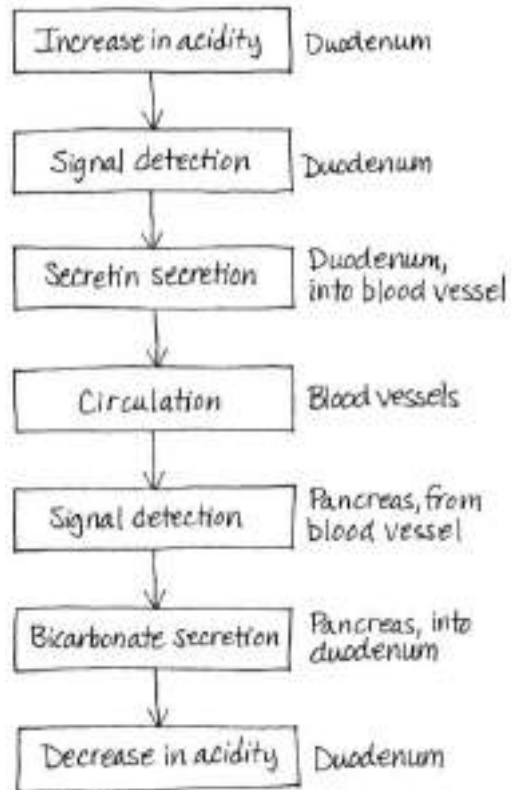 Increase in acidity
Duodenum
Signal detection
Duodenum
Secretin secretion
Duodenum,
into blood vessel
Circulation
Blood vessels
Signal detection
Pancreas, from
blood vessel
Bicarbonate secretion
Pancreas, into
duodenum
Decrease in acidity
Duodenum